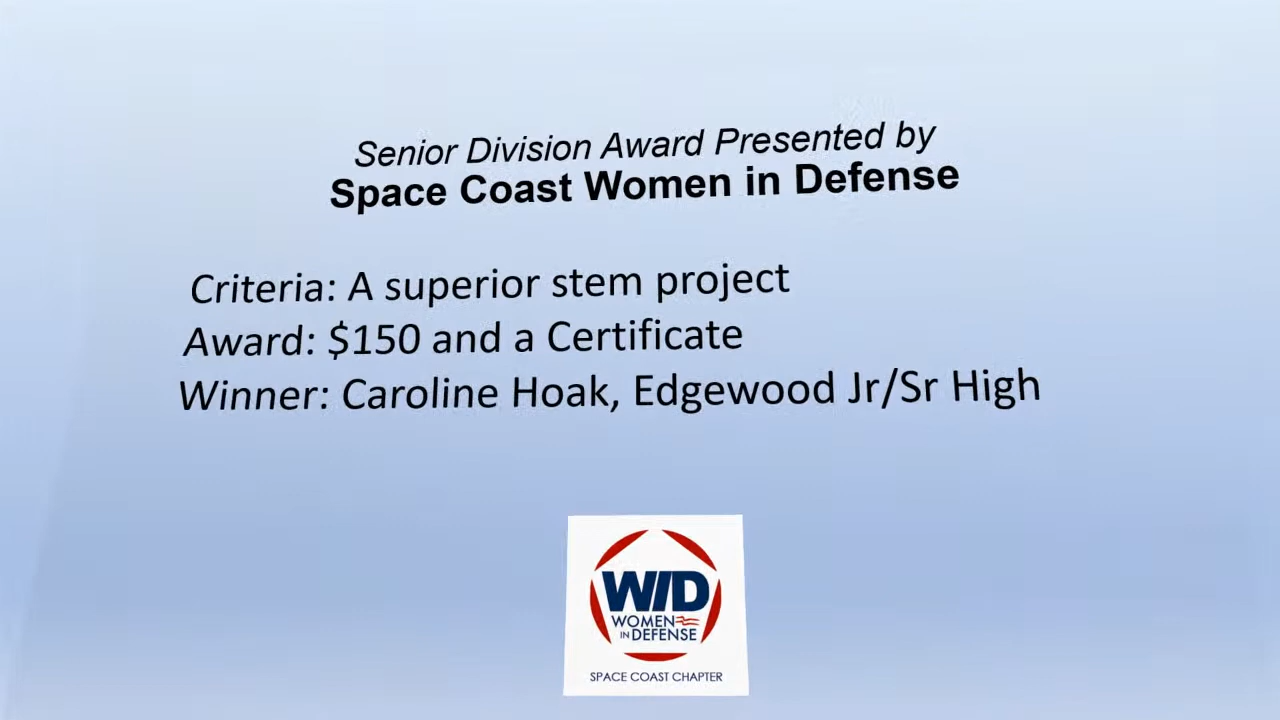 Senior Division Award Presented by
Space Coast Women in Defense
Criteria: A superior stem project
Award: $150 and a Certificate
Winner: Caroline Hoak, Edgewood Jr/Sr High
WID
WOMEN
IN DEFENSE
SPACE COAST CHAPTER